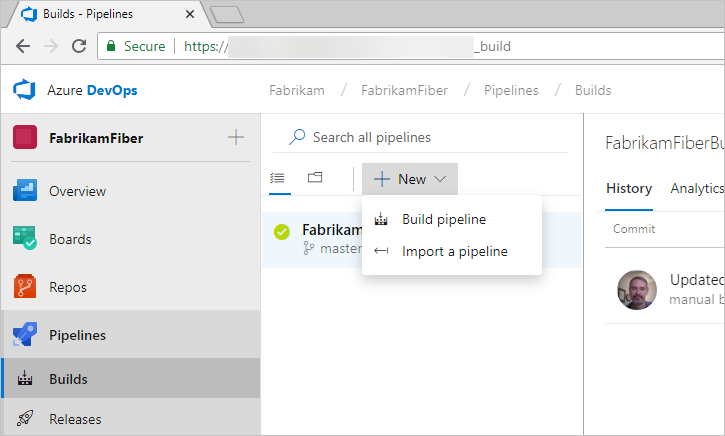 Builds - Pipelines
Secure https:// _build
Azure DevOps
Fabrikam / FabrikamFiber / Pipelines / Builds
FabrikamFiber
Search all pipelines
FabrikamFiberBu
Overview
New
History Analytics
Build pipeline
Commit
Boards
Fabrikam
master
Import a pipeline
Repos
Updated
manual b
Pipelines
Builds
Releases